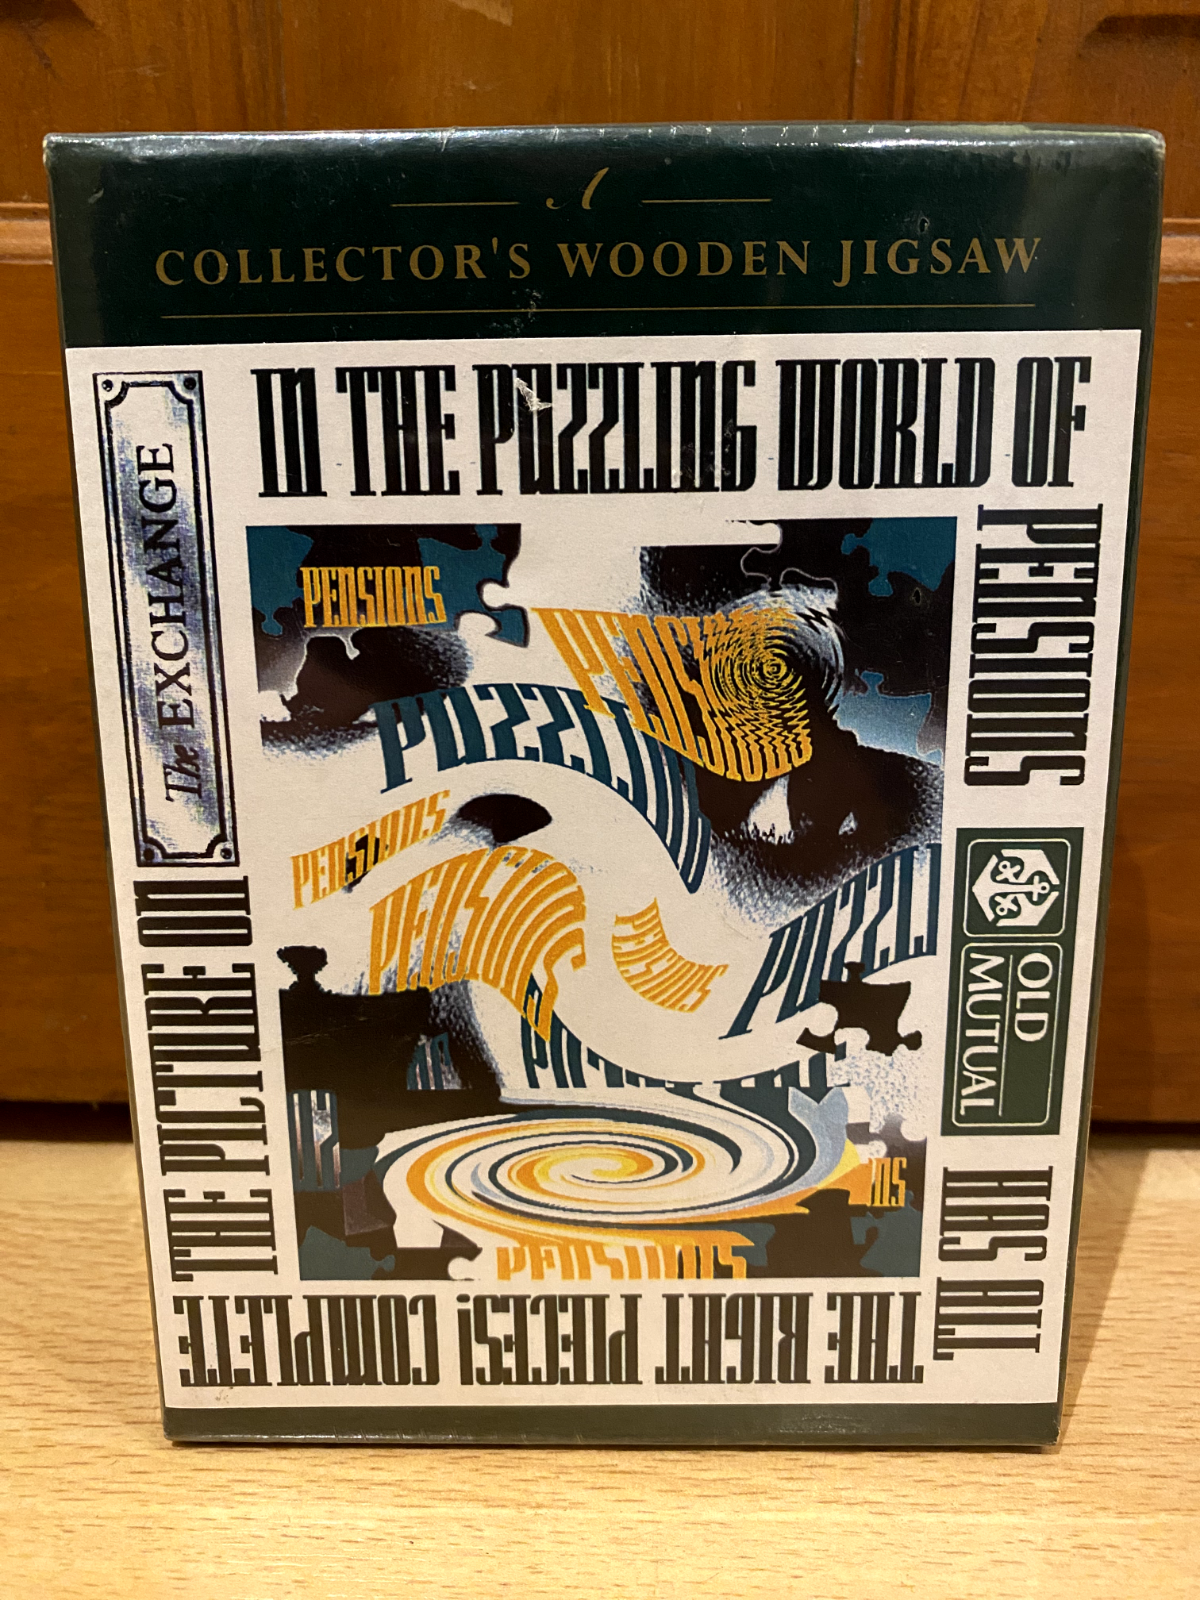 A
COLLECTOR'S WOODEN JIGSAW
IN THE PUZZLING WORLD OF
PENSIONS
OLD
MUTUAL
HAS ALL
THE RIGHT PIECES! COMPLETE
THE PICTURE ON
The EXCHANGE
PENSIONS
PENSIONS
PUZZLING
PENSIONS
PENSIONS
PENSIONS
PUZZLI
NS
PENSIONS